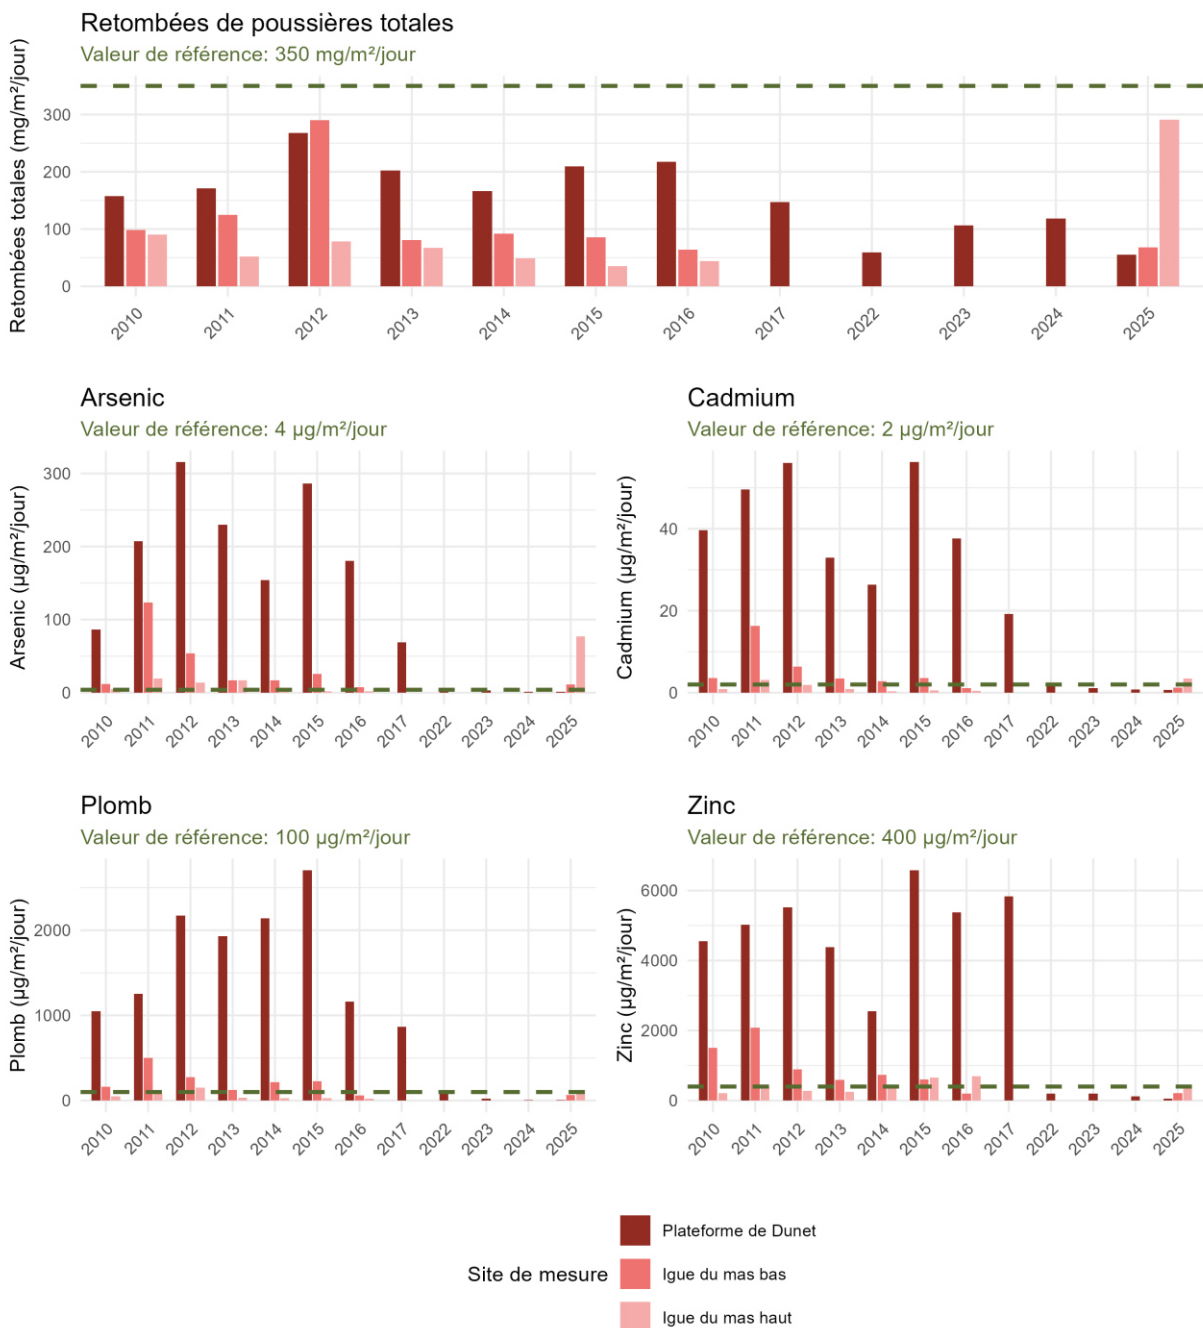 Retombées de poussières totales
Valeur de référence: 350 mg/m²/jour
Retombées totales (mg/m²/jour)
300
200
100
0
2010 2011 2012 2013 2014 2015 2016 2017 2022 2023 2024 2025
Arsenic
Valeur de référence: 4 µg/m²/jour
Arsenic (µg/m²/jour)
300
200
100
0
2010 2011 2012 2013 2014 2015 2016 2017 2022 2023 2024 2025
Cadmium
Valeur de référence: 2 µg/m²/jour
Cadmium (µg/m²/jour)
40
20
0
2010 2011 2012 2013 2014 2015 2016 2017 2022 2023 2024 2025
Plomb
Valeur de référence: 100 µg/m²/jour
Plomb (µg/m²/jour)
2000
1000
0
2010 2011 2012 2013 2014 2015 2016 2017 2022 2023 2024 2025
Zinc
Valeur de référence: 400 µg/m²/jour
Zinc (µg/m²/jour)
6000
4000
2000
0
2010 2011 2012 2013 2014 2015 2016 2017 2022 2023 2024 2025
Site de mesure
Plateforme de Dunet
Igue du mas bas
Igue du mas haut